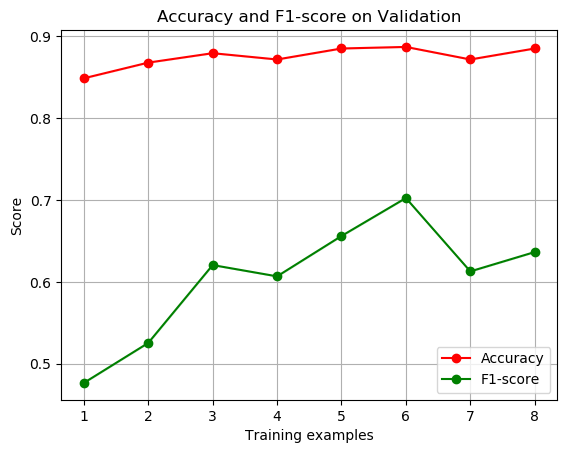 Accuracy and F1-score on Validation
Score
0.9
0.8
0.7
0.6
0.5
1 2 3 4 5 6 7 8
Training examples
Accuracy
F1-score